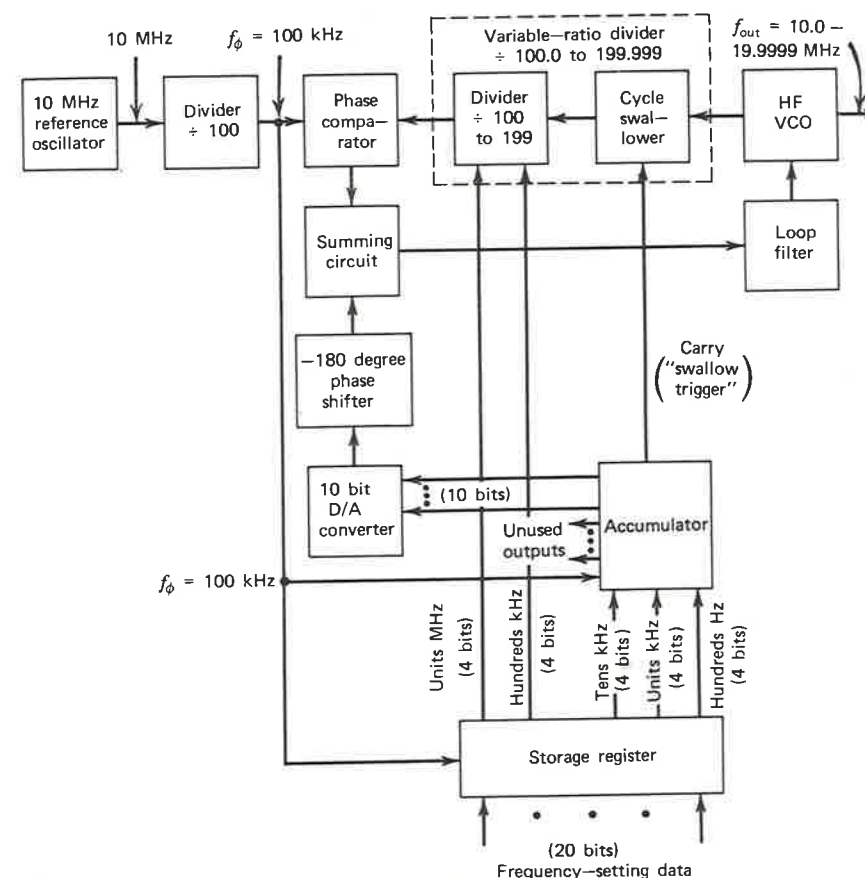 10 MHz
fϕ = 100 kHz
Variable—ratio divider
÷ 100.0 to 199.999
fout = 10.0 —
19.9999 MHz
10 MHz
reference
oscillator
Divider
÷ 100
Phase
compa—
rator
Divider
÷ 100
to 199
Cycle
swal—
lower
HF
VCO
Summing
circuit
Loop
filter
—180 degree
phase
shifter
Carry
("swallow
trigger")
10 bit
D/A
converter
(10 bits)
Unused
outputs
Accumulator
fϕ = 100 kHz
Units MHz
(4 bits)
Hundreds kHz
(4 bits)
Tens kHz
(4 bits)
Units kHz
(4 bits)
Hundreds Hz
(4 bits)
Storage register
(20 bits)
Frequency—setting data